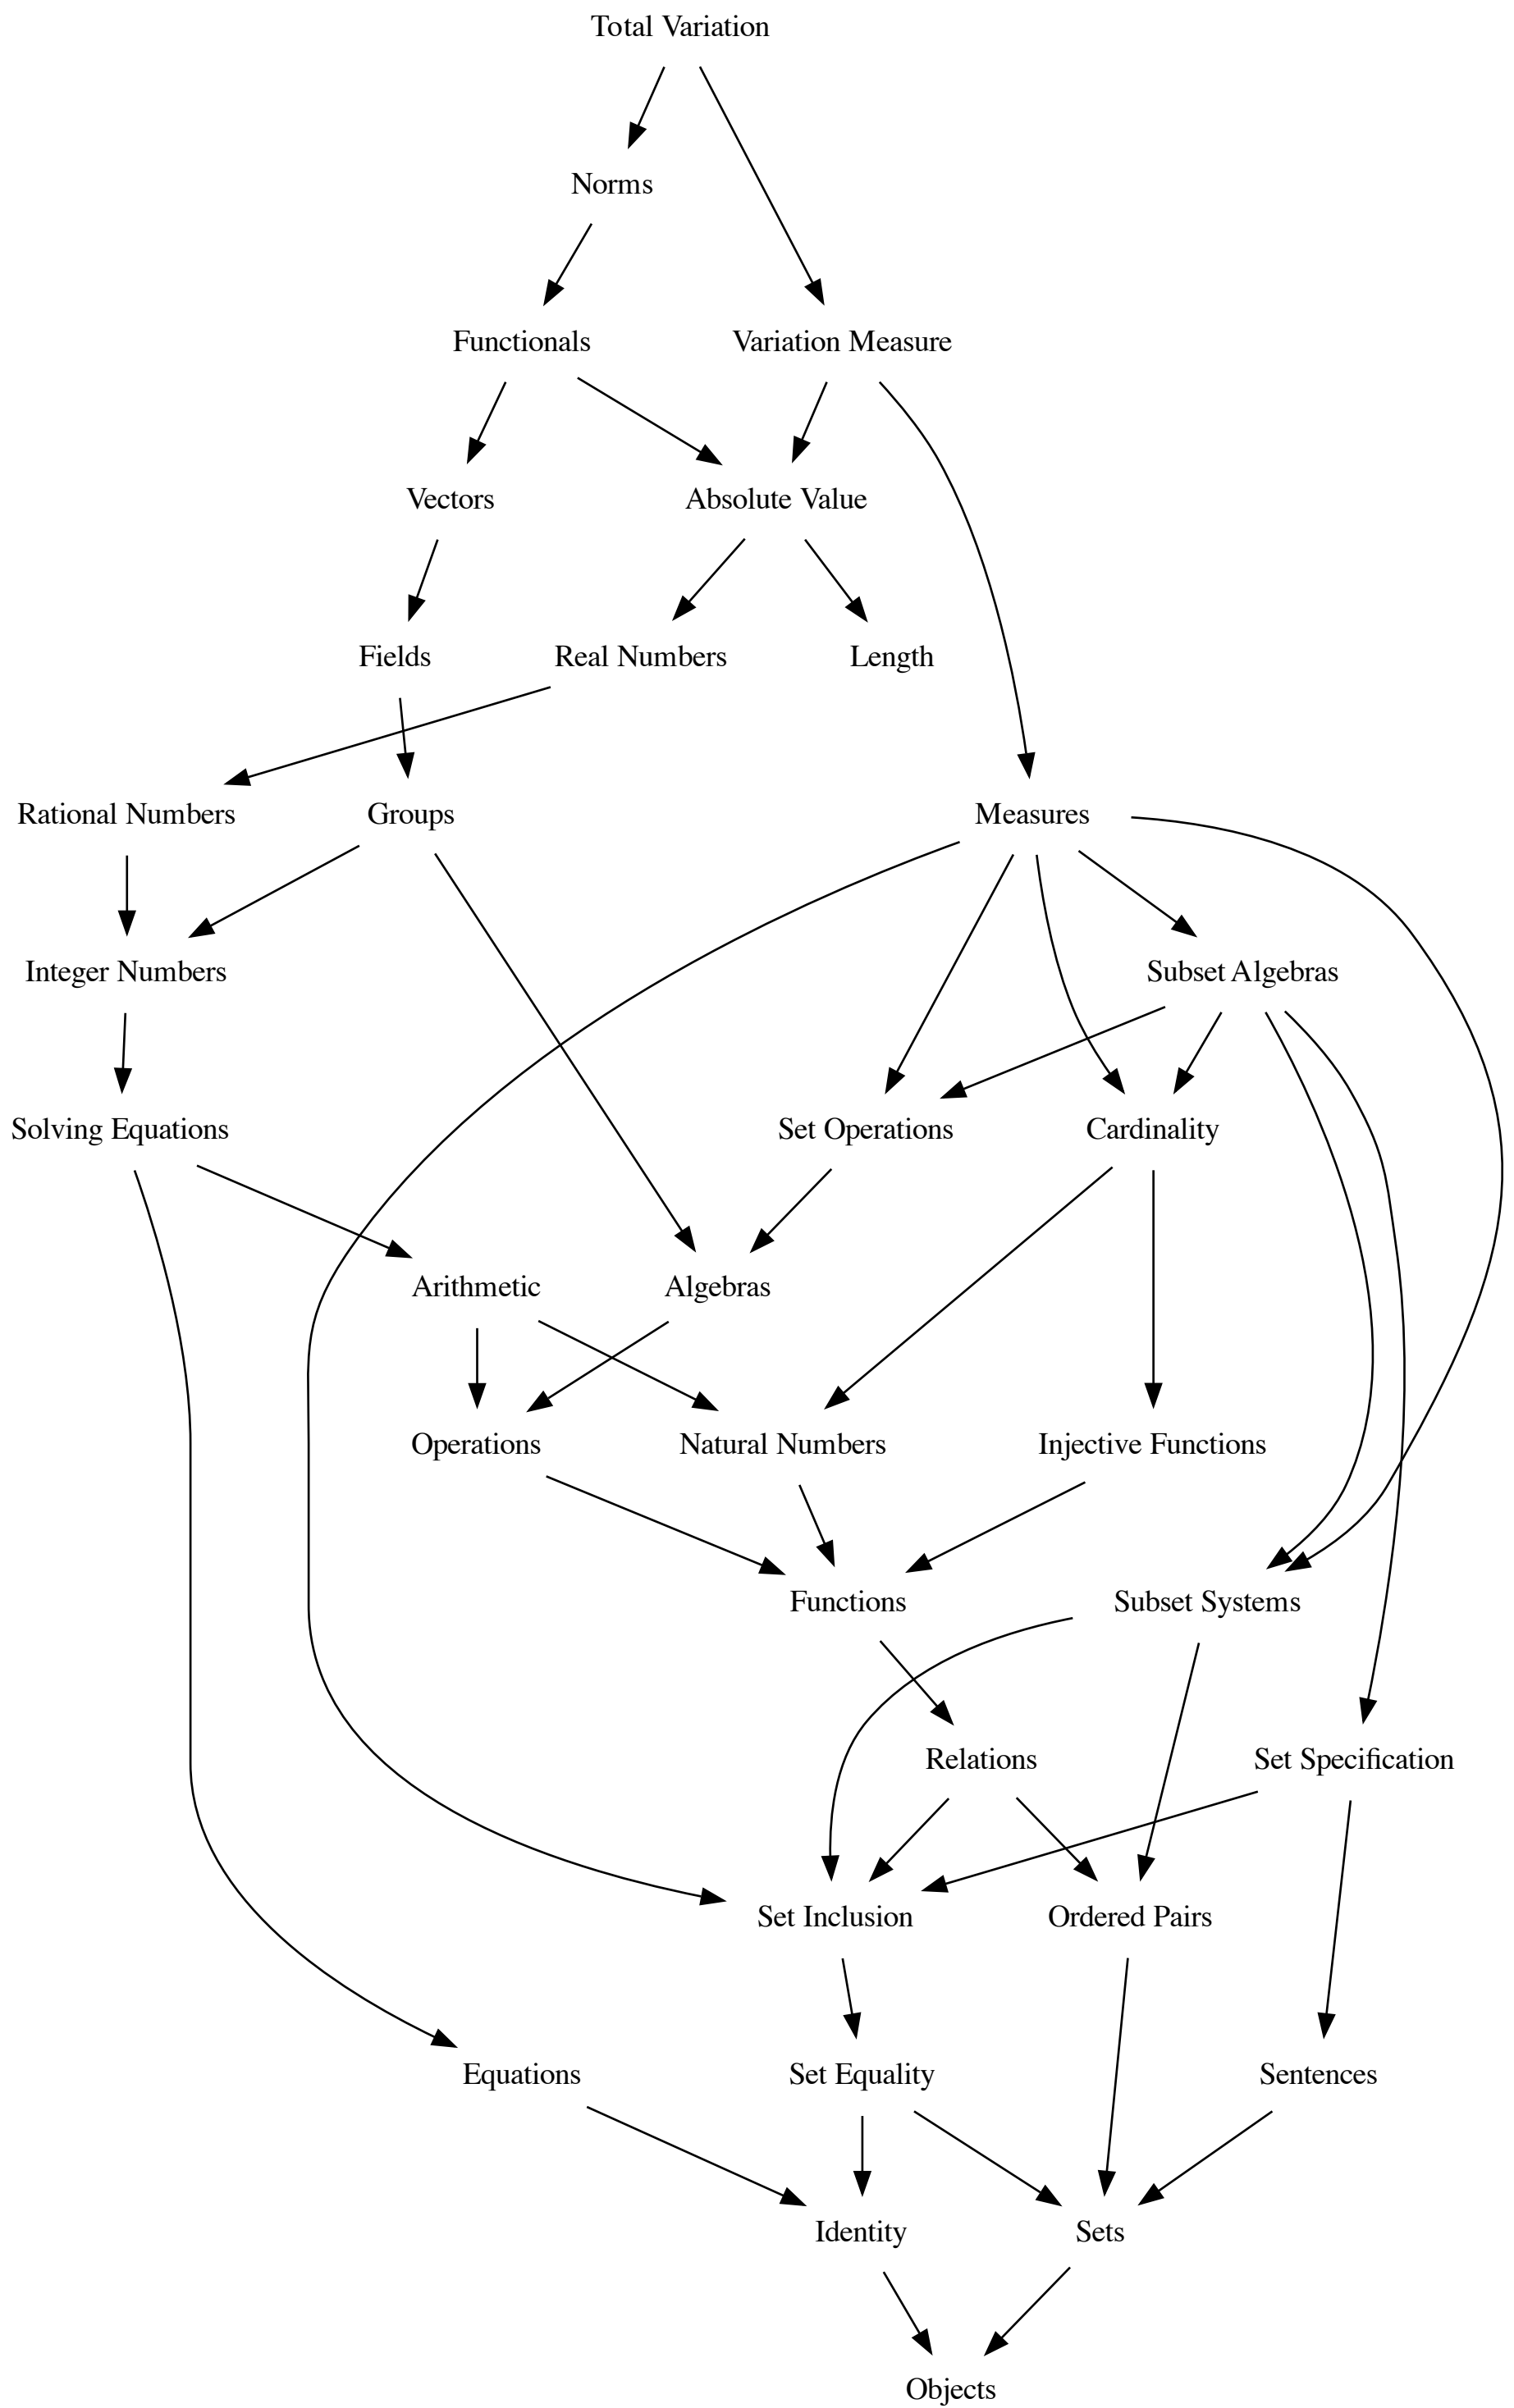 Total Variation
Norms
Functionals
Variation Measure
Vectors
Absolute Value
Fields
Real Numbers
Length
Rational Numbers
Groups
Measures
Integer Numbers
Subset Algebras
Solving Equations
Set Operations
Cardinality
Arithmetic
Algebras
Operations
Natural Numbers
Injective Functions
Functions
Subset Systems
Relations
Set Specification
Set Inclusion
Ordered Pairs
Equations
Set Equality
Sentences
Identity
Sets
Objects